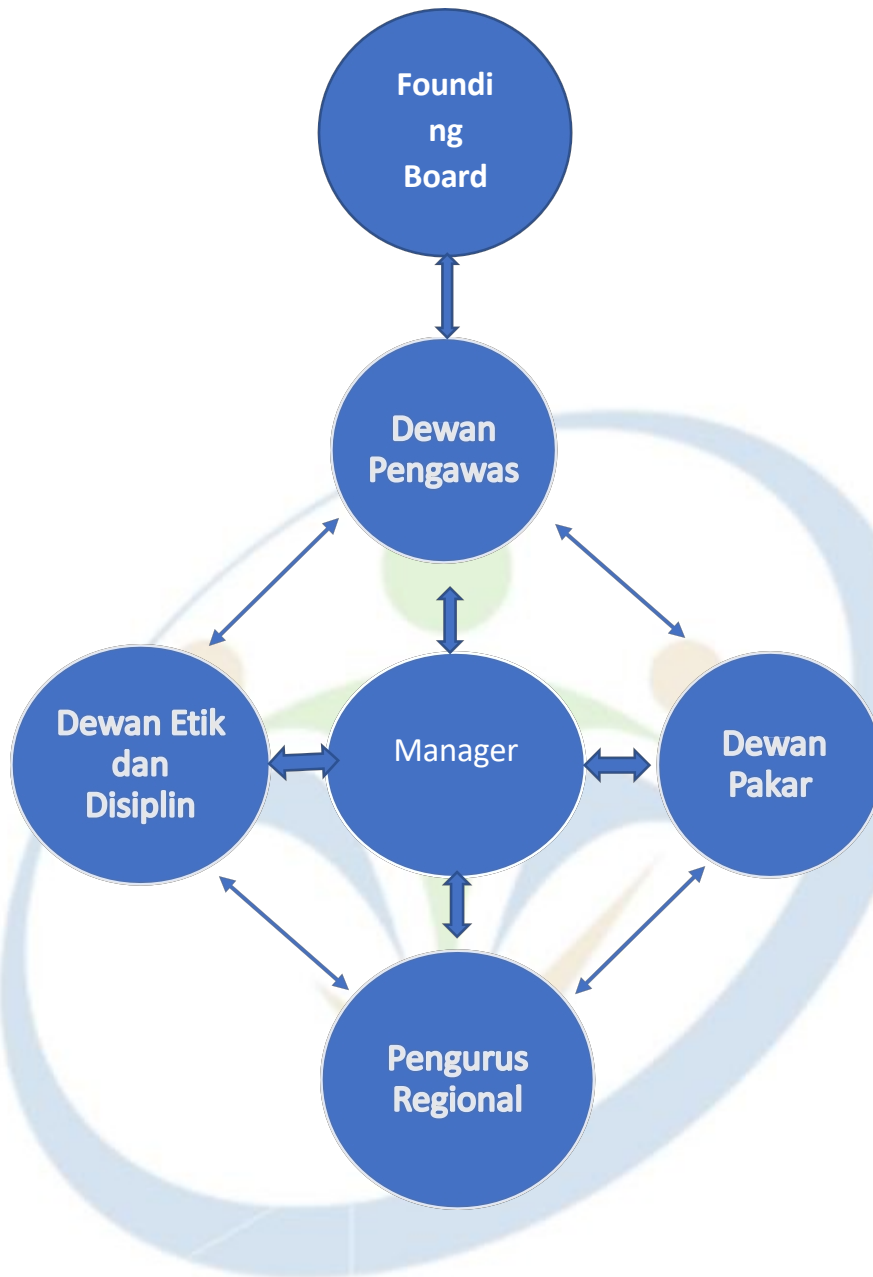 Foundi
ng
Board
Dewan
Pengawas
Dewan Etik
dan
Disiplin
Manager
Dewan
Pakar
Pengurus
Regional